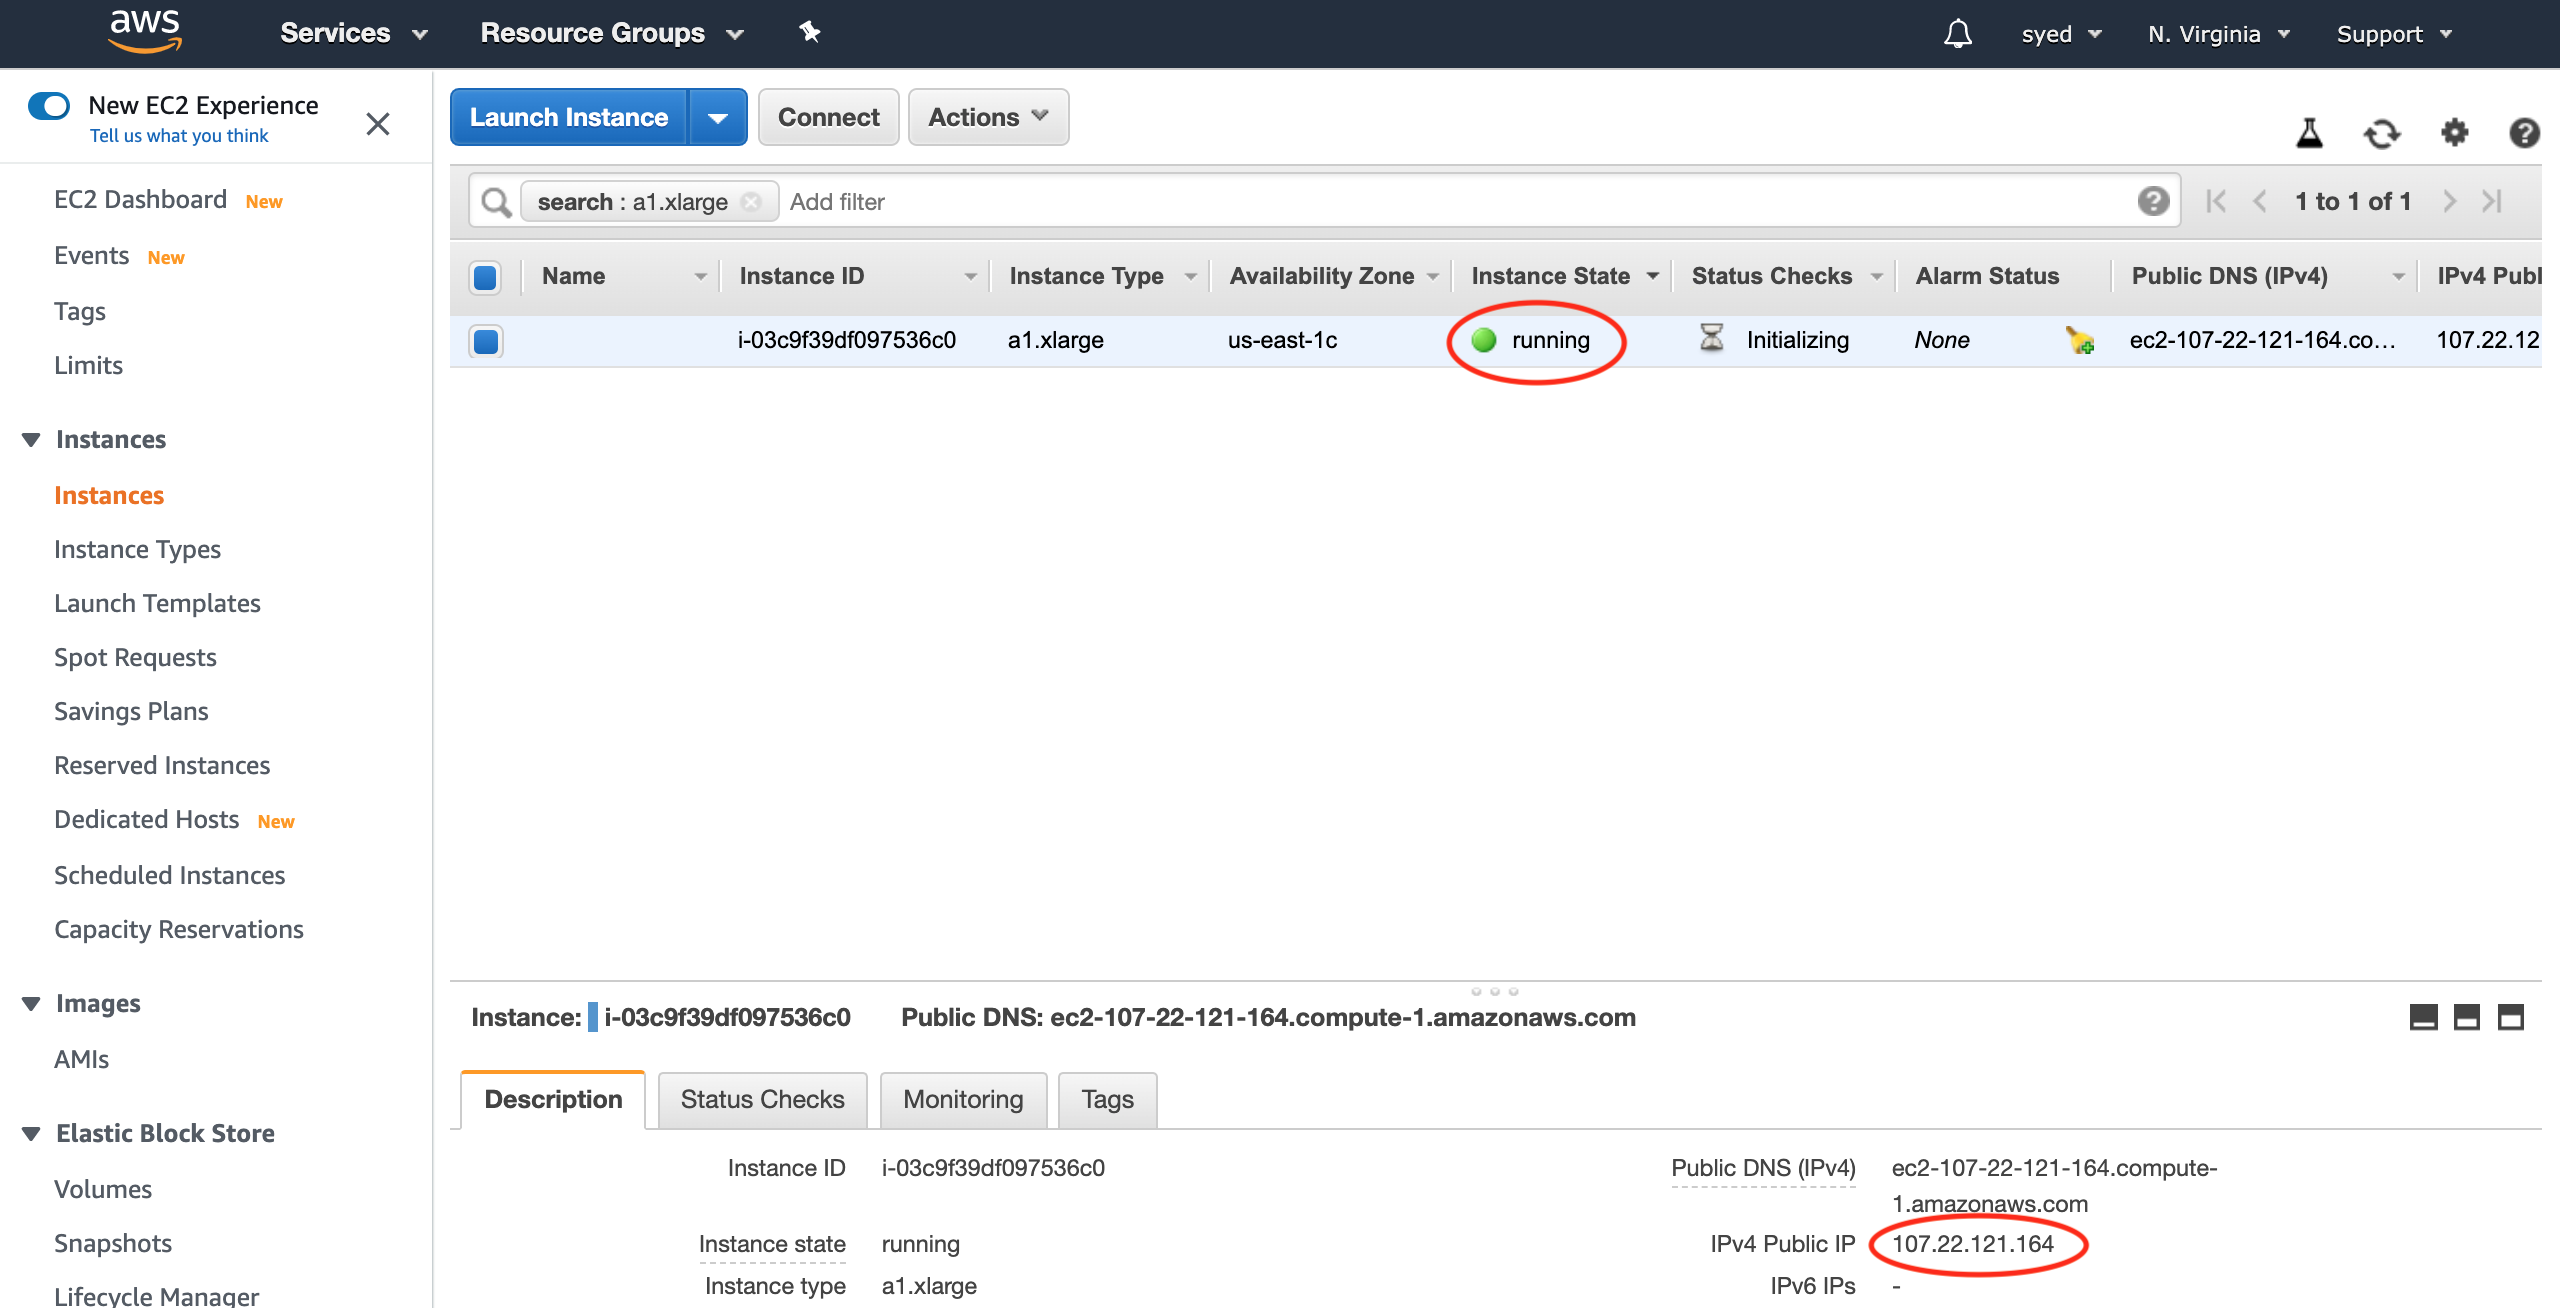 aws Services Resource Groups syed N. Virginia Support
New EC2 Experience
Tell us what you think
EC2 Dashboard New
Events New
Tags
Limits
Instances
Instances
Instance Types
Launch Templates
Spot Requests
Savings Plans
Reserved Instances
Dedicated Hosts New
Scheduled Instances
Capacity Reservations
Images
AMIs
Elastic Block Store
Volumes
Snapshots
Lifecycle Manager
Launch Instance Connect Actions
search : a1.xlarge Add filter 1 to 1 of 1
Name Instance ID Instance Type Availability Zone Instance State Status Checks Alarm Status Public DNS (IPv4) IPv4 Publ
i-03c9f39df097536c0 a1.xlarge us-east-1c running Initializing None ec2-107-22-121-164.co... 107.22.12
Instance: i-03c9f39df097536c0 Public DNS: ec2-107-22-121-164.compute-1.amazonaws.com
Description Status Checks Monitoring Tags
Instance ID i-03c9f39df097536c0 Public DNS (IPv4) ec2-107-22-121-164.compute-
1.amazonaws.com
Instance state running IPv4 Public IP 107.22.121.164
Instance type a1.xlarge IPv6 IPs -